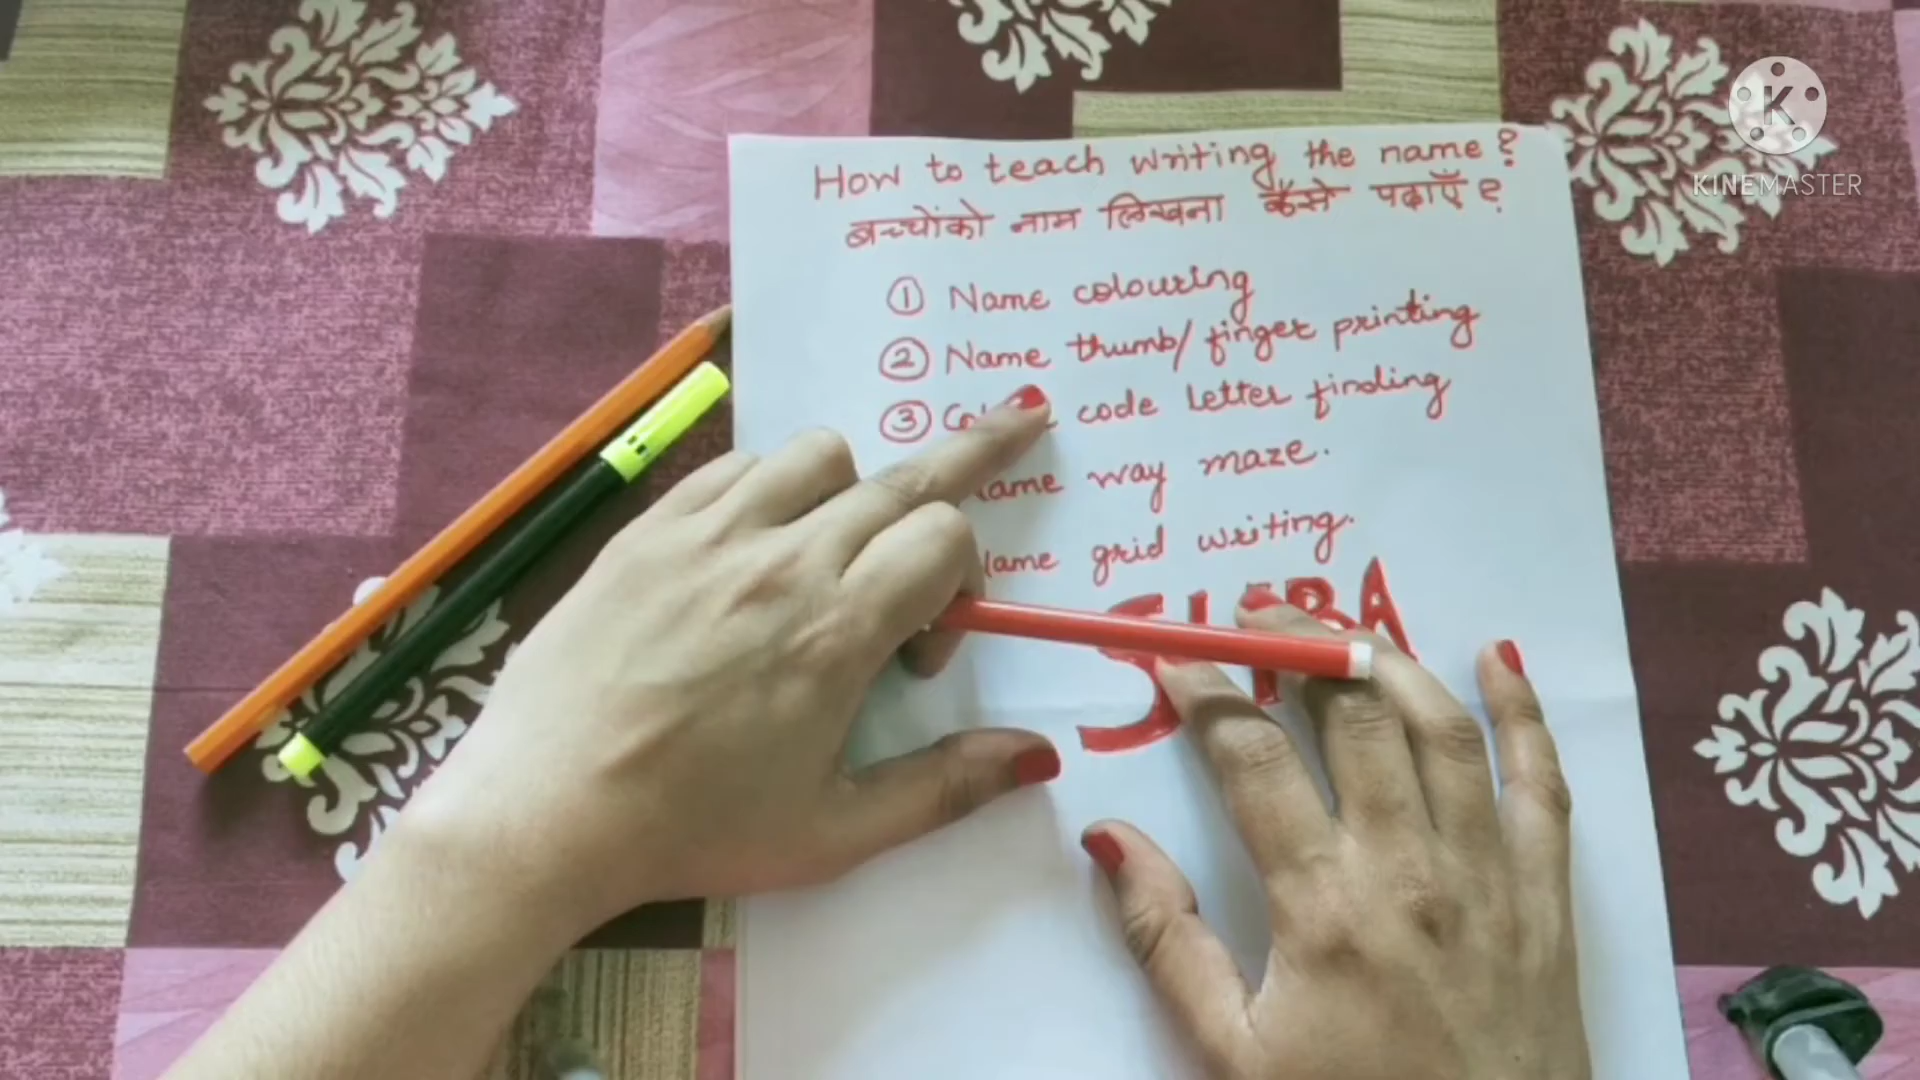 How to teach writing the name?
बच्चोंको नाम लिखना कैसे पढाएँ?
① Name colouring
② Name thumb/finger printing
③ code letter finding
way maze.
grid writing.
KINEMASTER